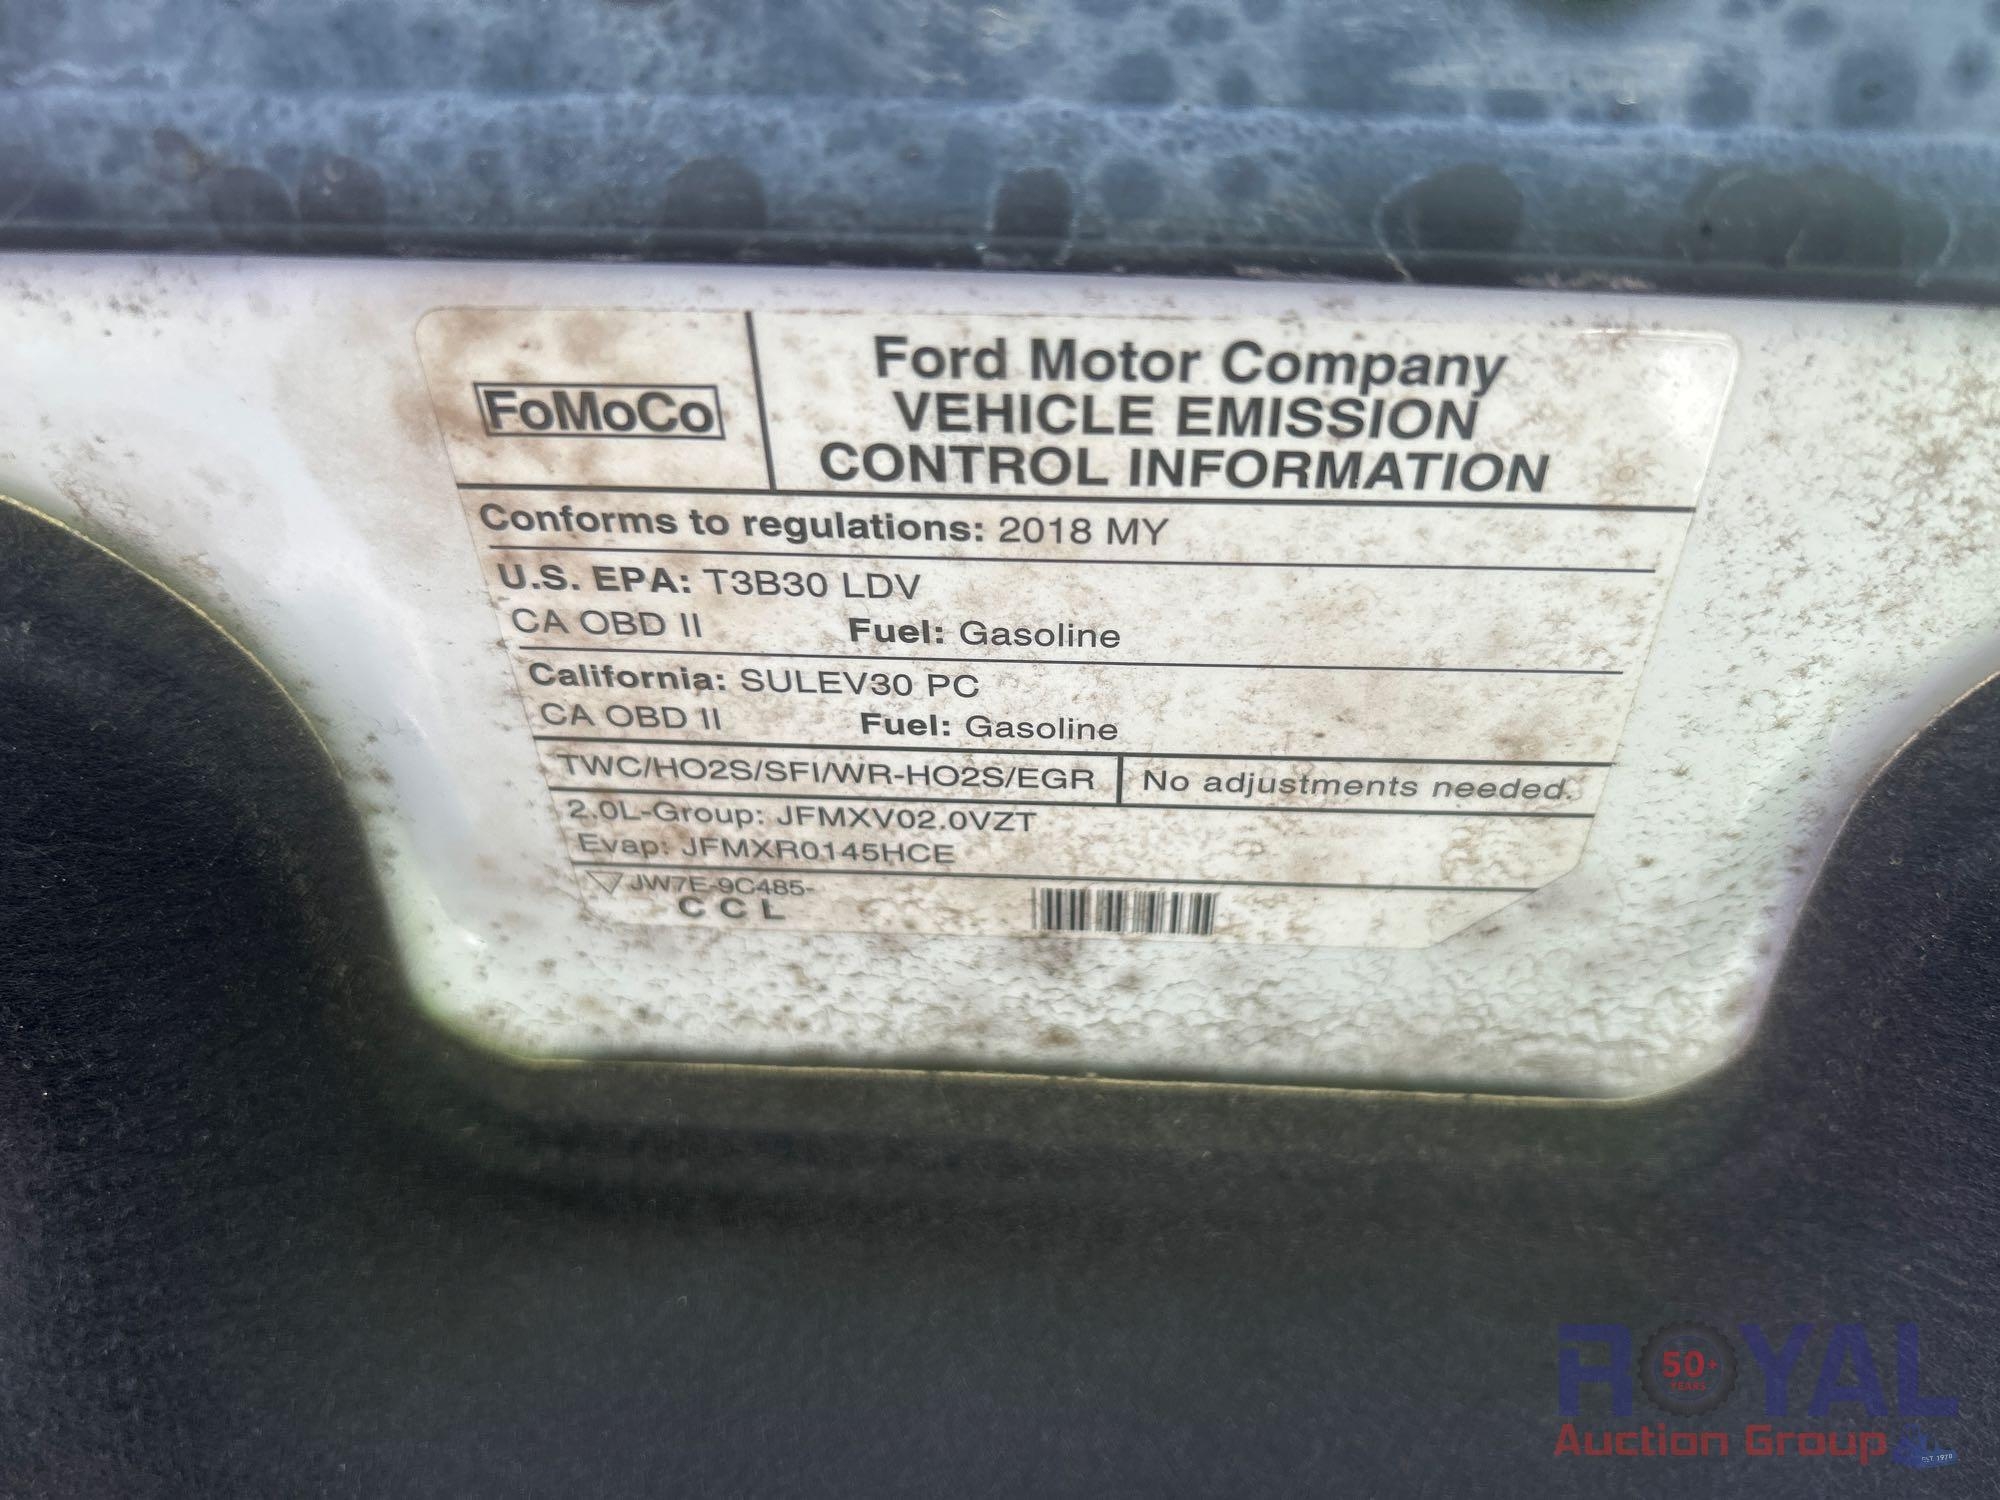 FoMoCo
Ford Motor Company
VEHICLE EMISSION
CONTROL INFORMATION
Conforms to regulations: 2018 MY
U.S. EPA: T3B30 LDV
CA OBD II Fuel: Gasoline
California: SULEV30 PC
CA OBD II Fuel: Gasoline
TWC/HO2S/SFI/WR-HO2S/EGR No adjustments needed.
2.0L-Group: JFMXV02.0VZT
Evap: JFMXR0145HCE
JW7E-9C485-
C C L
ROYAL
50+
YEARS
Auction Group
EST. 1970